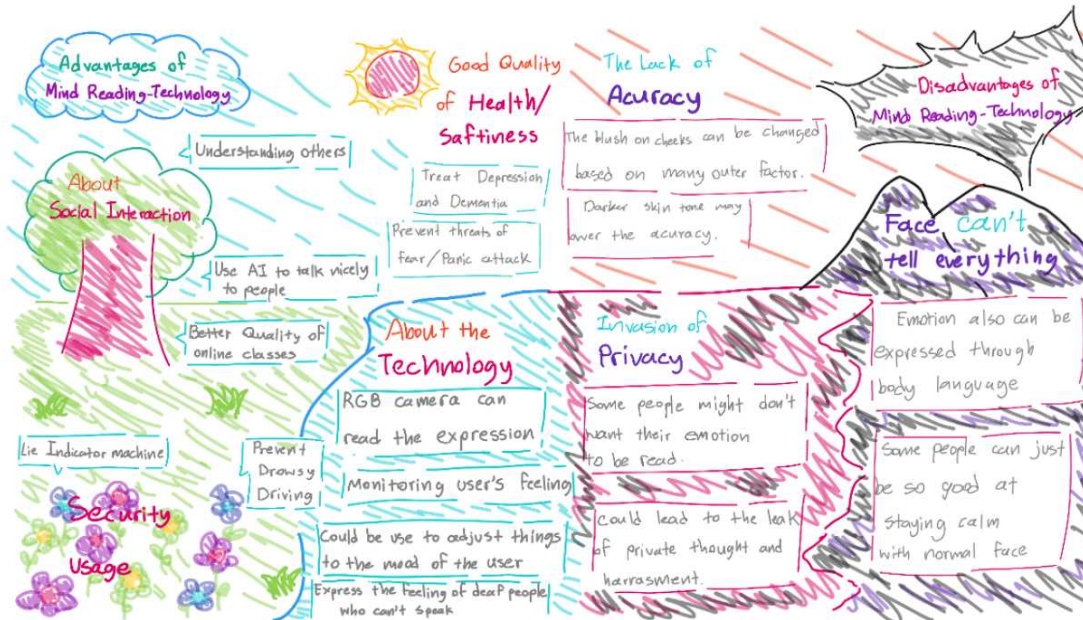 Advantages of
Mind Reading-Technology
About
Social Interaction
Understanding others
Use AI to talk nicely
to people
Better Quality of
online classes
Lie Indicator machine
Prevent
Drowsy
Driving
Security
Usage
Good Quality
of Health/
Saftiness
Treat Depression
and Dementia
Prevent threats of
fear/Panic attack
About the
Technology
RGB camera can
read the expression
Monitoring user's feeling
Could be use to adjust things
to the mood of the user
Express the feeling of deaf people
who can't speak
The Lack of
Acuracy
The blush on cheeks can be changed
based on many outer factor.
Darker skin tone may
lower the acuracy.
Invasion of
Privacy
Some people might don't
want their emotion
to be read.
Could lead to the leak
of private thought and
harrasment.
Disadvantages of
Mind Reading-Technology
Face can't
tell everything
Emotion also can be
expressed through
body language
Some people can just
be so good at
staying calm
with normal face